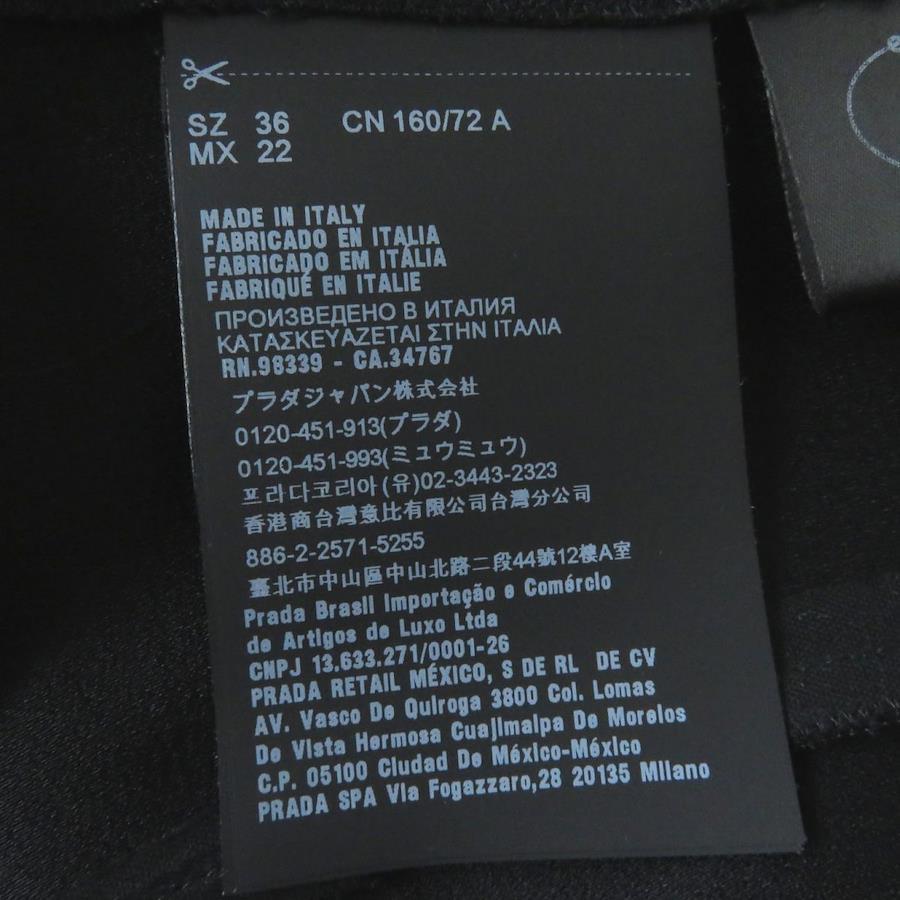 SZ 36 CN 160/72 A
MX 22
MADE IN ITALY
FABRICADO EN ITALIA
FABRICADO EM ITÁLIA
FABRIQUÉ EN ITALIE
ПРОИЗВЕДЕНО В ИТАЛИЯ
ΚΑΤΑΣΚΕΥΑΖΕΤΑΙ ΣΤΗΝ ΙΤΑΛΙΑ
RN.98339 - CA.34767
プラダジャパン株式会社
0120-451-913(プラダ)
0120-451-993(ミュウミュウ)
프라다코리아(유)02-3443-2323
香港商台灣意比有限公司台灣分公司
886-2-2571-5255
臺北市中山區中山北路二段44號12樓A室
Prada Brasil Importação e Comércio
de Artigos de Luxo Ltda
CNPJ 13.633.271/0001-26
PRADA RETAIL MÉXICO, S DE RL DE CV
AV. Vasco De Quiroga 3800 Col. Lomas
De Vista Hermosa Cuajimalpa De Morelos
C.P. 05100 Ciudad De México-México
PRADA SPA Via Fogazzaro,28 20135 Milano